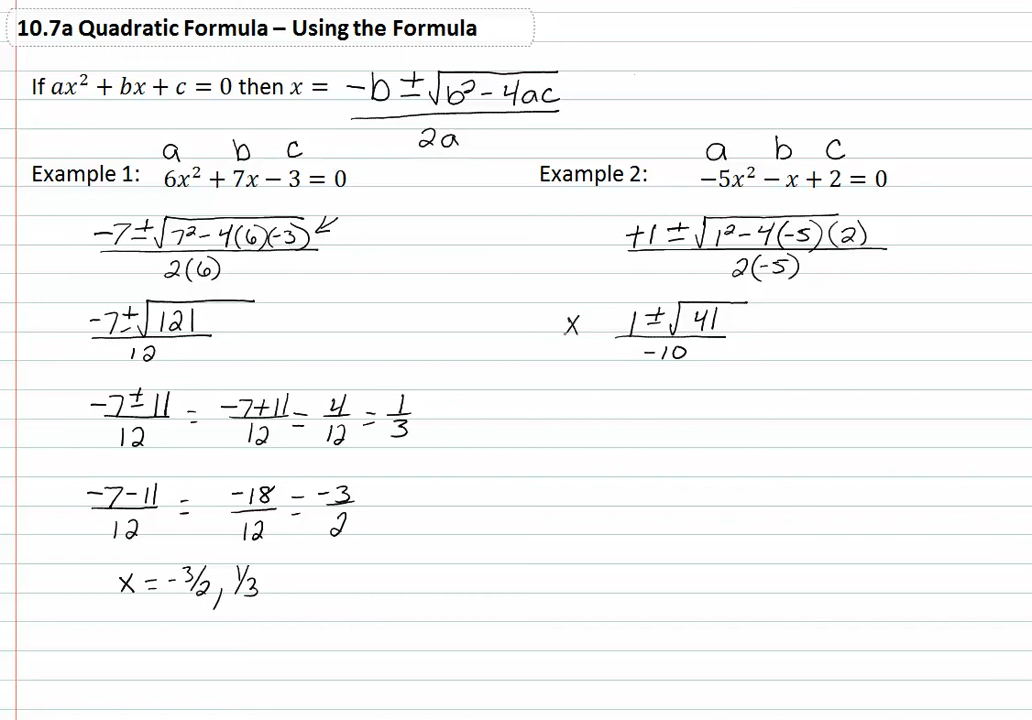 10.7a Quadratic Formula – Using the Formula
If ax² + bx + c = 0 then x = (-b ± √(b² - 4ac))/(2a)
a b c
Example 1: 6x² + 7x − 3 = 0
(-7 ± √(7² - 4(6)(-3)))/(2(6))
(-7 ± √121)/12
(-7 ± 11)/12 = (-7+11)/12 = 4/12 = 1/3
(-7-11)/12 = -18/12 = -3/2
x = -3/2, 1/3
a b c
Example 2: −5x² − x + 2 = 0
(+1 ± √(1² - 4(-5)(2)))/(2(-5))
x (1 ± √41)/(-10)